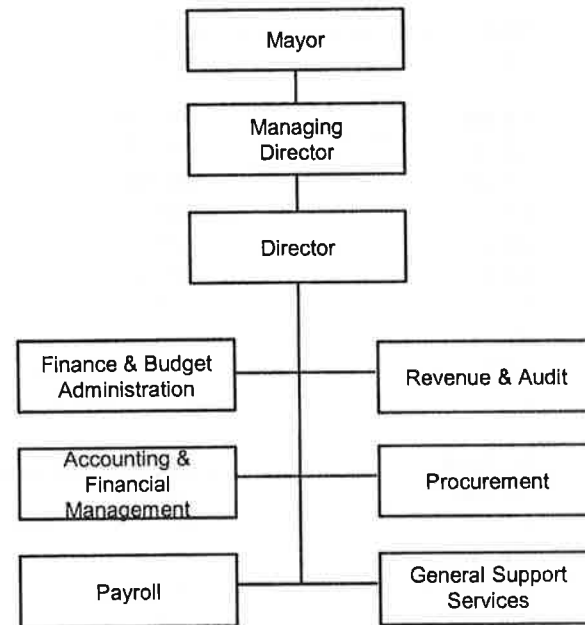 Mayor
Managing
Director
Director
Finance & Budget
Administration
Revenue & Audit
Accounting &
Financial
Management
Procurement
Payroll
General Support
Services